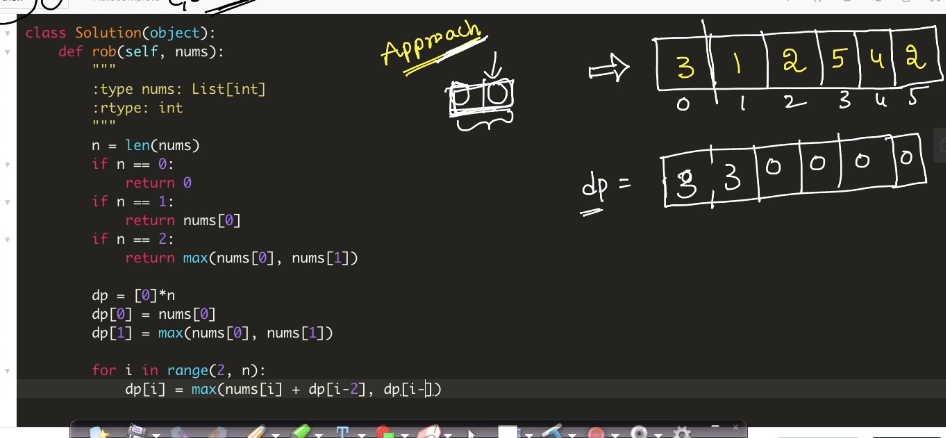 class Solution(object):
def rob(self, nums):
"""
:type nums: List[int]
:rtype: int
"""
n = len(nums)
if n == 0:
return 0
if n == 1:
return nums[0]
if n == 2:
return max(nums[0], nums[1])
dp = [0]*n
dp[0] = nums[0]
dp[1] = max(nums[0], nums[1])
for i in range(2, n):
dp[i] = max(nums[i] + dp[i-2], dp[i-])
Approach
0 0
3 1 2 5 4 2
0 1 2 3 4 5
dp = 3 3 0 0 0 0